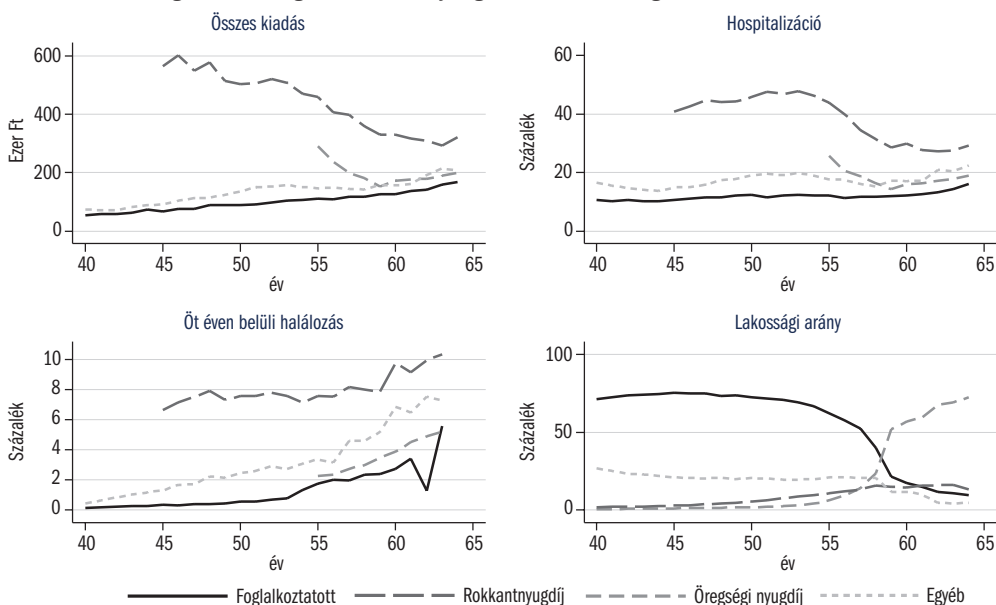 Összes kiadás
Ezer Ft
600
400
200
0
40 45 50 55 60 65
év
Hospitalizáció
Százalék
60
40
20
0
40 45 50 55 60 65
év
Öt éven belüli halálozás
Százalék
10
8
6
4
2
0
40 45 50 55 60 65
év
Lakossági arány
Százalék
100
50
0
40 45 50 55 60 65
év
Foglalkoztatott Rokkantnyugdíj Öregségi nyugdíj Egyéb